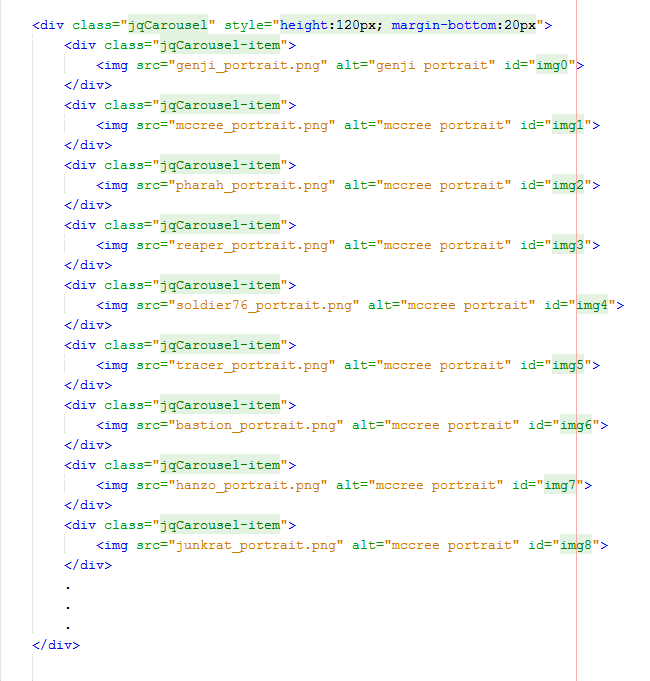 <div class="jqCarousel" style="height:120px; margin-bottom:20px">
<div class="jqCarousel-item">
<img src="genji_portrait.png" alt="genji portrait" id="img0">
</div>
<div class="jqCarousel-item">
<img src="mccree_portrait.png" alt="mccree portrait" id="img1">
</div>
<div class="jqCarousel-item">
<img src="pharah_portrait.png" alt="mccree portrait" id="img2">
</div>
<div class="jqCarousel-item">
<img src="reaper_portrait.png" alt="mccree portrait" id="img3">
</div>
<div class="jqCarousel-item">
<img src="soldier76_portrait.png" alt="mccree portrait" id="img4">
</div>
<div class="jqCarousel-item">
<img src="tracer_portrait.png" alt="mccree portrait" id="img5">
</div>
<div class="jqCarousel-item">
<img src="bastion_portrait.png" alt="mccree portrait" id="img6">
</div>
<div class="jqCarousel-item">
<img src="hanzo_portrait.png" alt="mccree portrait" id="img7">
</div>
<div class="jqCarousel-item">
<img src="junkrat_portrait.png" alt="mccree portrait" id="img8">
</div>
.
.
.
</div>